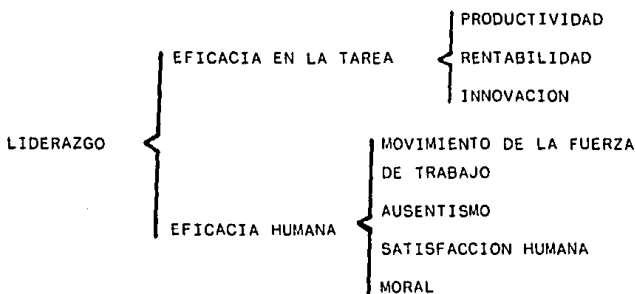 PRODUCTIVIDAD
EFICACIA EN LA TAREA
RENTABILIDAD
INNOVACION
LIDERAZGO
MOVIMIENTO DE LA FUERZA
DE TRABAJO
AUSENTISMO
EFICACIA HUMANA
SATISFACCION HUMANA
MORAL